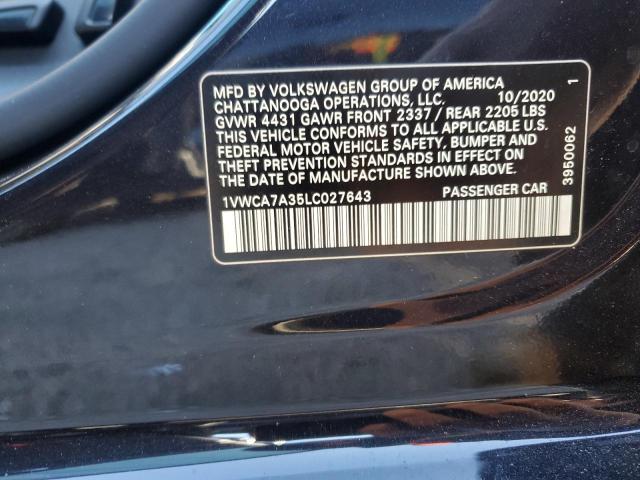 MFD BY VOLKSWAGEN GROUP OF AMERICA
CHATTANOOGA OPERATIONS, LLC. 10/2020
GVWR 4431 GAWR FRONT 2337 / REAR 2205 LBS
THIS VEHICLE CONFORMS TO ALL APPLICABLE U.S.
FEDERAL MOTOR VEHICLE SAFETY, BUMPER AND
THEFT PREVENTION STANDARDS IN EFFECT ON
THE DATE OF MANUFACTURE SHOWN ABOVE.
1VWCA7A35LC027643 PASSENGER CAR
3950062 1